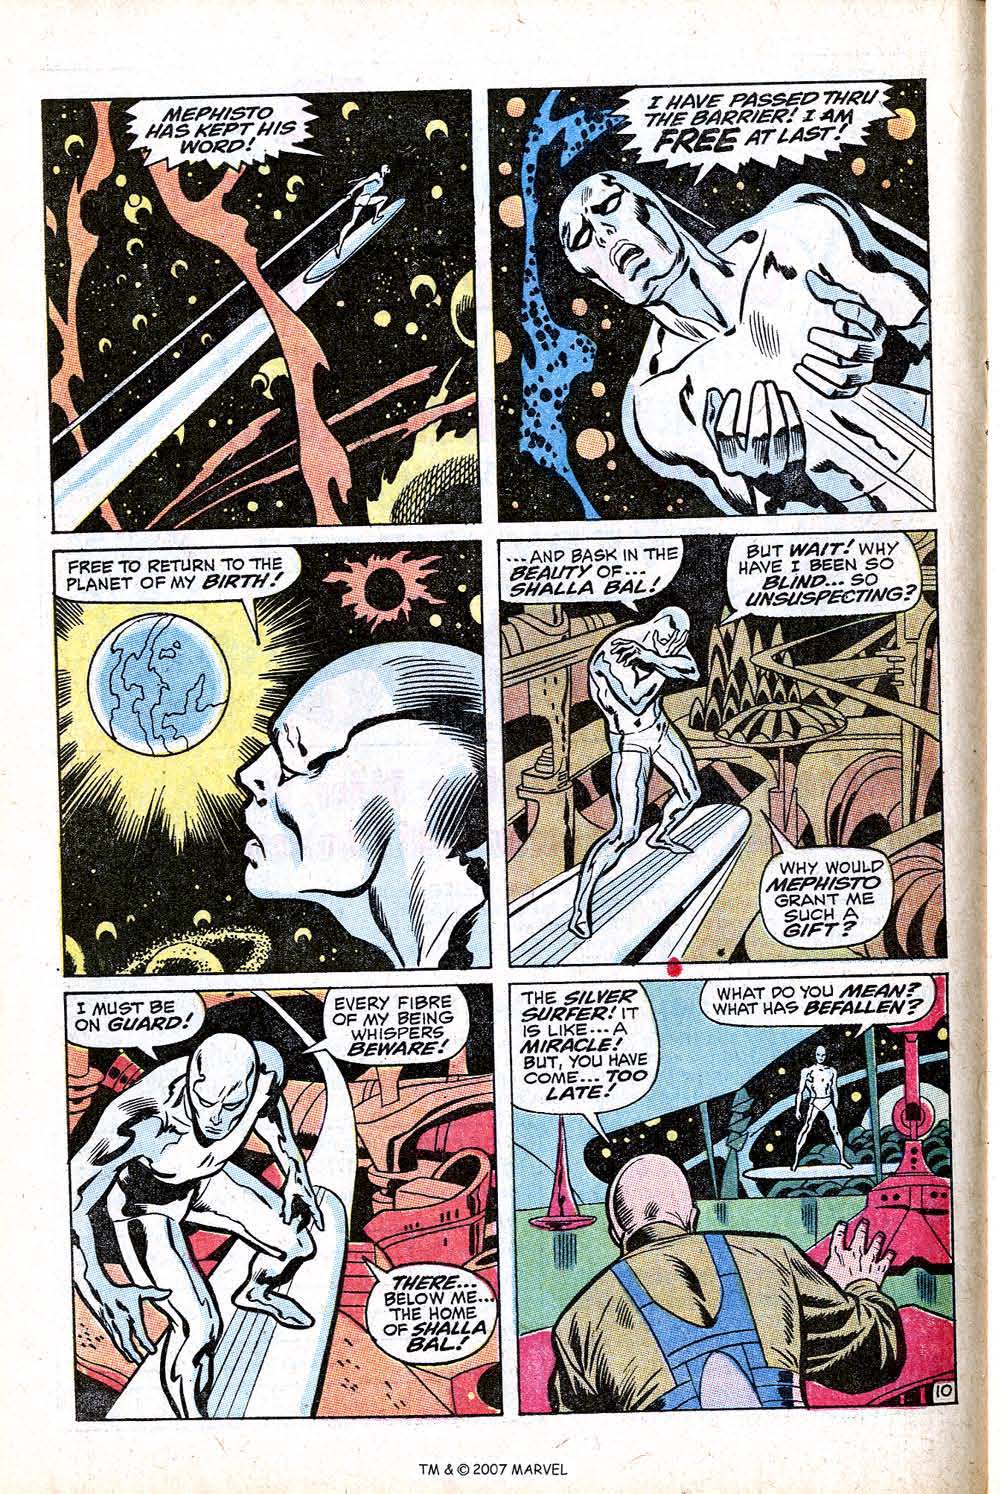 MEPHISTO
HAS KEPT HIS
WORD!
I HAVE PASSED THRU
THE BARRIER! I AM
FREE AT LAST!
FREE TO RETURN TO THE
PLANET OF MY BIRTH!
...AND BASK IN THE
BEAUTY OF...
SHALLA BAL!
BUT WAIT! WHY
HAVE I BEEN SO
BLIND... SO
UNSUSPECTING?
WHY WOULD
MEPHISTO
GRANT ME
SUCH A
GIFT?
I MUST BE
ON GUARD!
EVERY FIBRE
OF MY BEING
WHISPERS
BEWARE!
THERE...
BELOW ME...
THE HOME
OF SHALLA
BAL!
THE SILVER
SURFER! IT
IS LIKE... A
MIRACLE!
BUT, YOU HAVE
COME... TOO
LATE!
WHAT DO YOU MEAN?
WHAT HAS BEFALLEN?
10
TM & © 2007 MARVEL